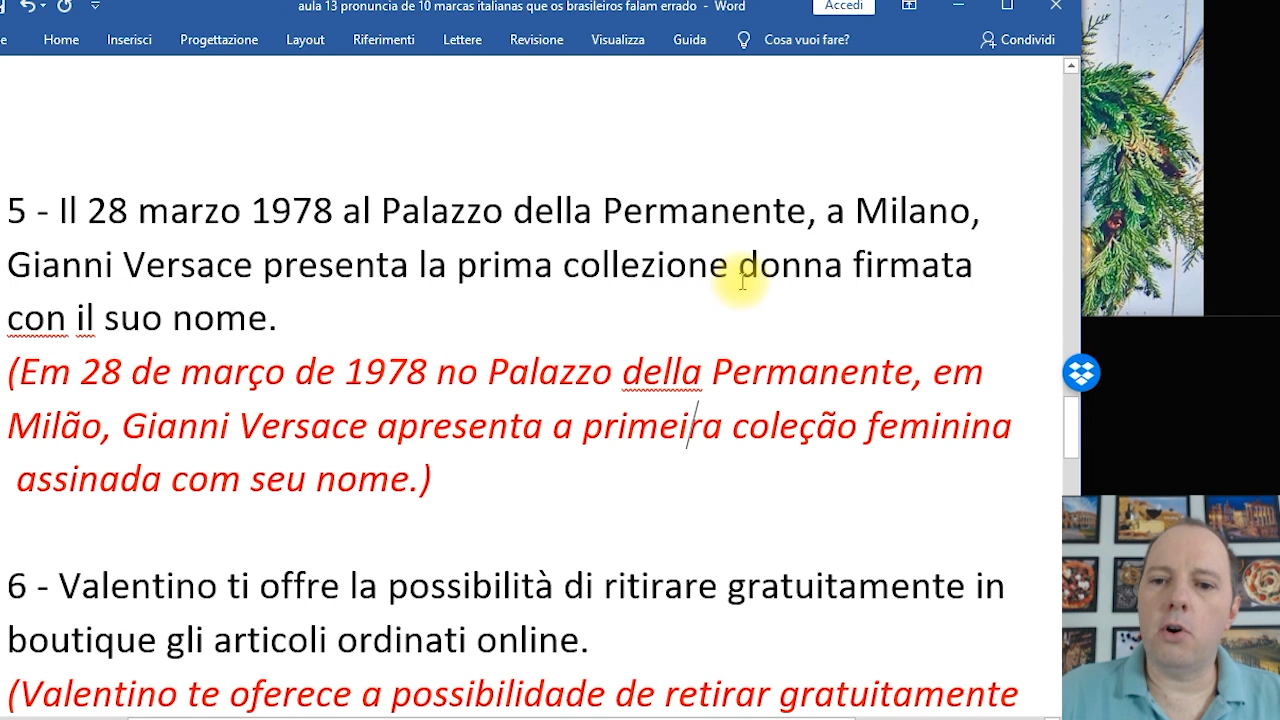 aula 13 pronuncia de 10 marcas italianas que os brasileiros falam errado - Word
Accedi
e Home Inserisci Progettazione Layout Riferimenti Lettere Revisione Visualizza Guida Cosa vuoi fare? Condividi
5 - Il 28 marzo 1978 al Palazzo della Permanente, a Milano,
Gianni Versace presenta la prima collezione donna firmata
con il suo nome.
(Em 28 de março de 1978 no Palazzo della Permanente, em
Milão, Gianni Versace apresenta a primeira coleção feminina
assinada com seu nome.)
6 - Valentino ti offre la possibilità di ritirare gratuitamente in
boutique gli articoli ordinati online.
(Valentino te oferece a possibilidade de retirar gratuitamente